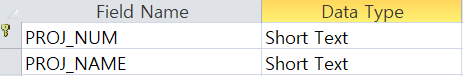 Field Name Data Type
PROJ_NUM Short Text
PROJ_NAME Short Text